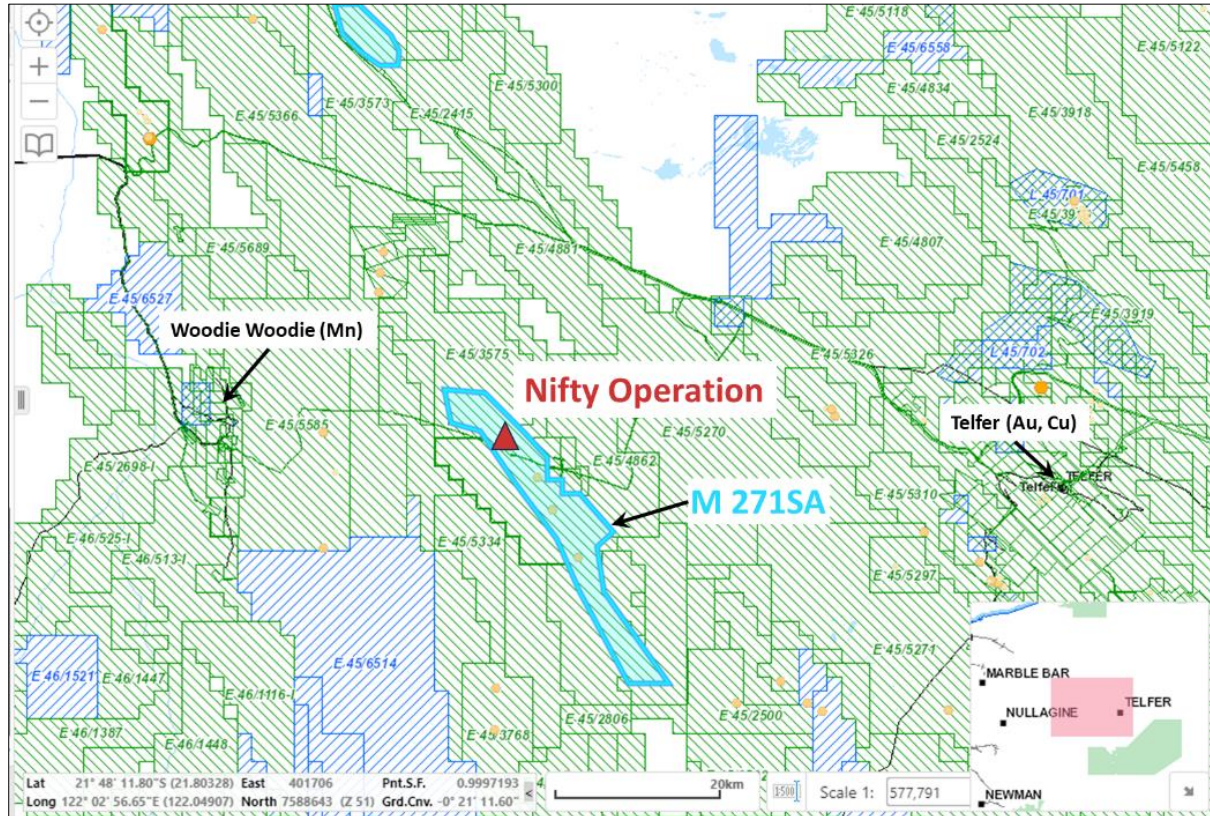 E 45/5118
E 45/6558
E 45/5122
E 45/5300
E 45/4834
E 45/3573
E 45/2415
E 45/5366
E 45/3918
E 45/2524
E 45/5458
L 45/701
E 45/5689
E 45/4881
E 45/4807
E 45/6527
E 45/3919
Woodie Woodie (Mn)
E 45/3575
E 45/5326
L 45/702
Nifty Operation
E 45/5585
E 45/5270
Telfer (Au, Cu)
E 45/2698-I
E 45/4862
TELFER
Telfer
M 271SA
E 45/5310
E 46/525-I
E 46/513-I
E 45/5334
E 45/5297
E 45/6514
E 45/5271
E 46/1521
E 46/1447
E 46/1116-I
MARBLE BAR
TELFER
NULLAGINE
E 45/2806
E 45/2500
E 46/1387
E 46/1448
E 45/3768
Lat 21° 48' 11.80"S (21.80328) East 401706 Pnt.S.F. 0.9997193
Long 122° 02' 56.65"E (122.04907) North 7588643 (Z 51) Grd.Cnv. -0° 21' 11.60"
20km
1:500
Scale 1: 577,791
NEWMAN